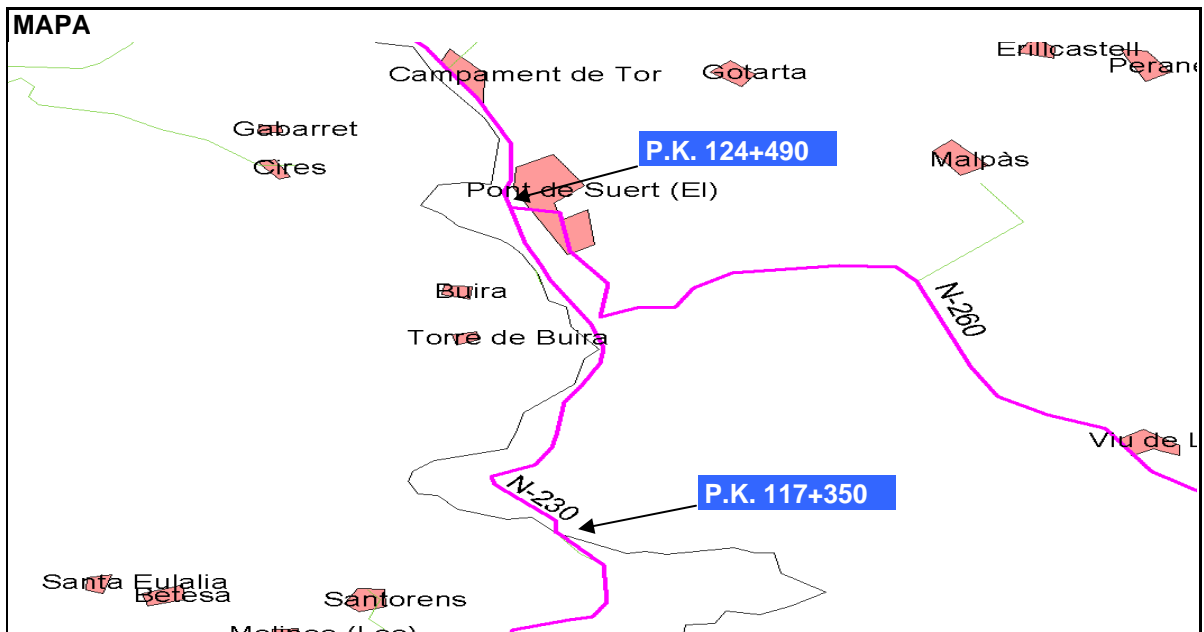 MAPA
Erillcastell
Campament de Tor
Gotarta
Gabarret
P.K. 124+490
Cires
Malpàs
Pont de Suert (El)
Buira
N-260
Torre de Buira
Viu de L
P.K. 117+350
N-230
Santa Eulalia
Betesa
Santorens